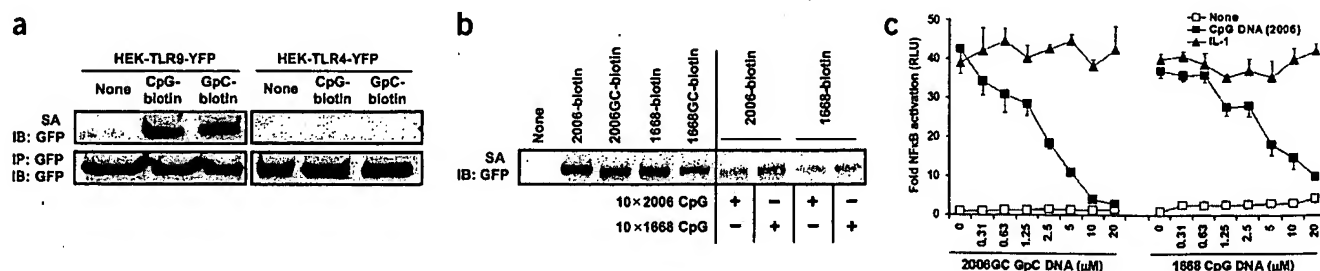 a
HEK-TLR9-YFP
HEK-TLR4-YFP
None
CpG-biotin
GpC-biotin
None
CpG-biotin
GpC-biotin
SA
IB: GFP
IP: GFP
IB: GFP
b
None
2006-biotin
2006GC-biotin
1668-biotin
1668GC-biotin
2006-biotin
1668-biotin
SA
IB: GFP
10 × 2006 CpG
+ − + −
10 × 1668 CpG
− + − +
c
None
CpG DNA (2006)
IL-1
Fold NFκB activation (RLU)
50
40
30
20
10
0
0 0.31 0.63 1.25 2.5 5 10 20
0 0.31 0.63 1.25 2.5 5 10 20
2006GC GpC DNA (μM)
1668 CpG DNA (μM)